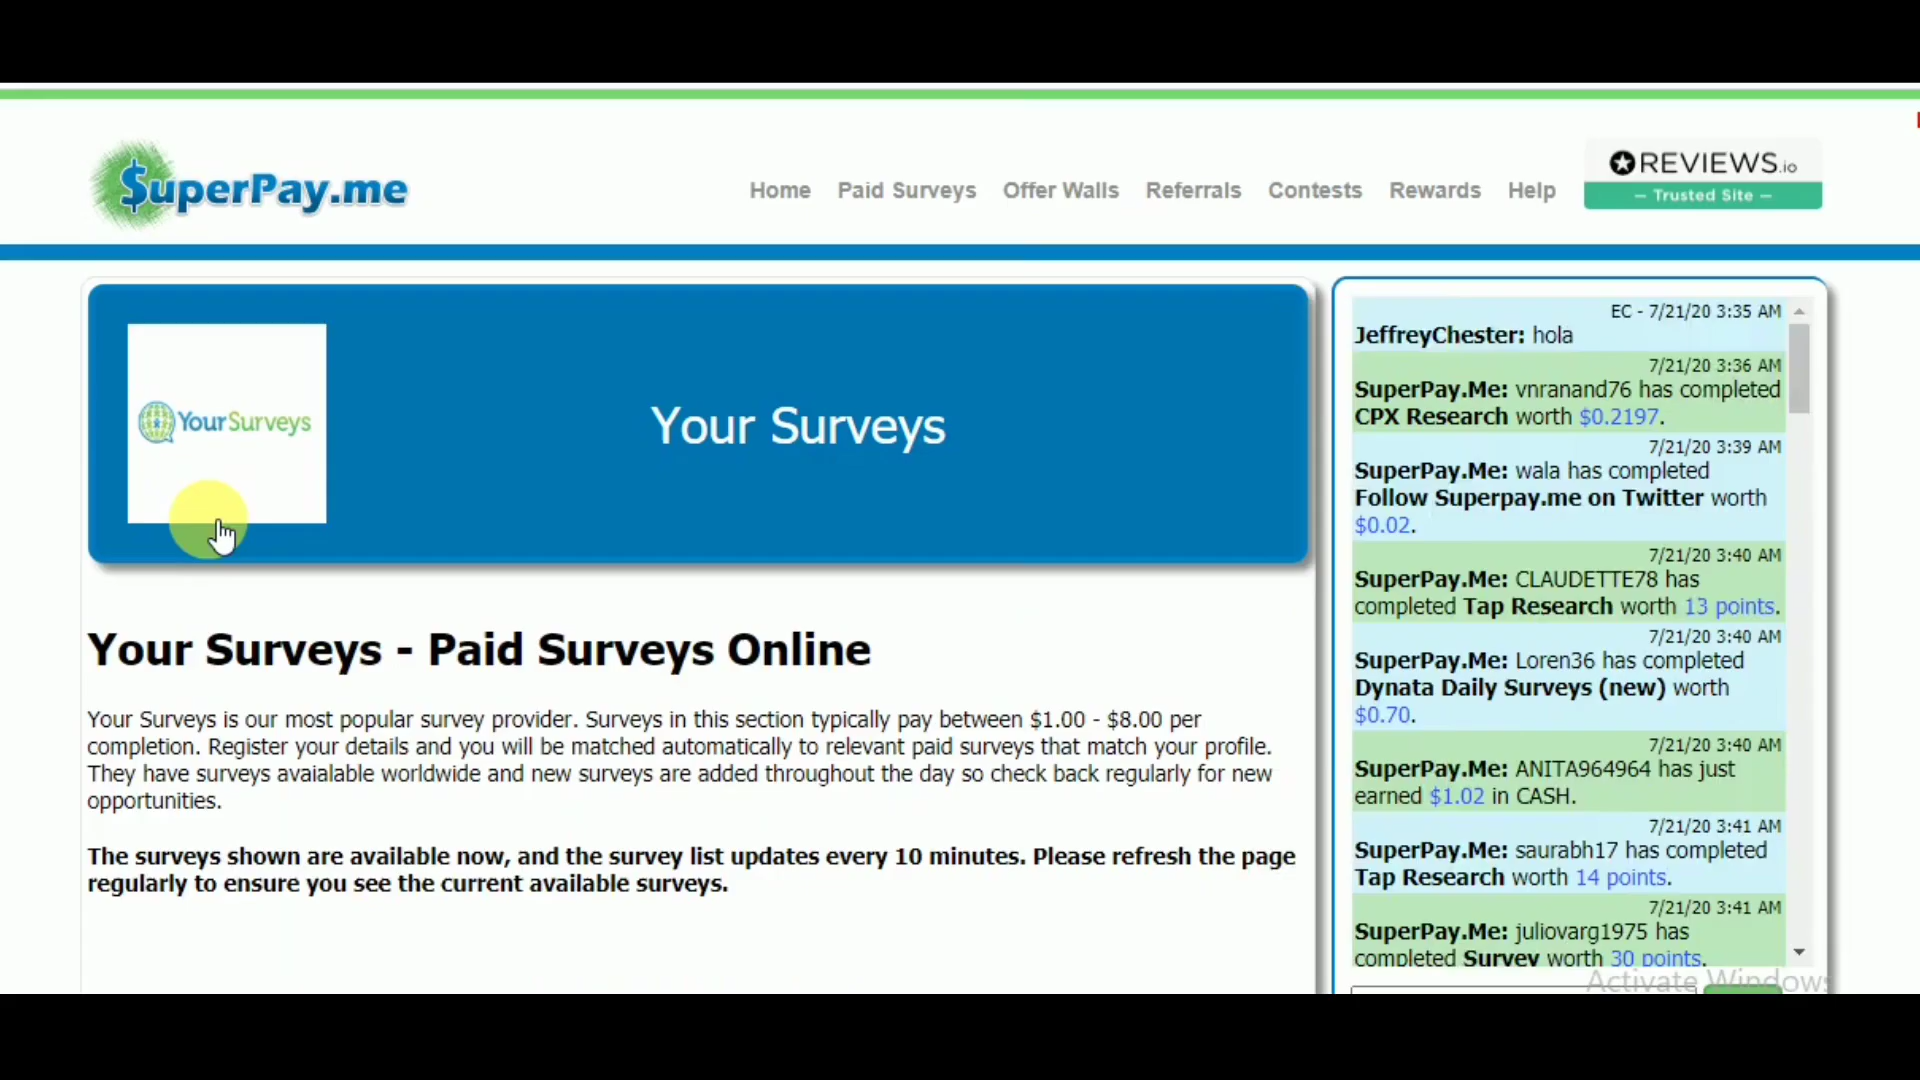 $uperPay.me
Home Paid Surveys Offer Walls Referrals Contests Rewards Help
REVIEWS.io
— Trusted Site —
YourSurveys
Your Surveys
Your Surveys - Paid Surveys Online
Your Surveys is our most popular survey provider. Surveys in this section typically pay between $1.00 - $8.00 per
completion. Register your details and you will be matched automatically to relevant paid surveys that match your profile.
They have surveys avaialable worldwide and new surveys are added throughout the day so check back regularly for new
opportunities.
The surveys shown are available now, and the survey list updates every 10 minutes. Please refresh the page
regularly to ensure you see the current available surveys.
EC - 7/21/20 3:35 AM
JeffreyChester: hola
7/21/20 3:36 AM
SuperPay.Me: vnranand76 has completed
CPX Research worth $0.2197.
7/21/20 3:39 AM
SuperPay.Me: wala has completed
Follow Superpay.me on Twitter worth
$0.02.
7/21/20 3:40 AM
SuperPay.Me: CLAUDETTE78 has
completed Tap Research worth 13 points.
7/21/20 3:40 AM
SuperPay.Me: Loren36 has completed
Dynata Daily Surveys (new) worth
$0.70.
7/21/20 3:40 AM
SuperPay.Me: ANITA964964 has just
earned $1.02 in CASH.
7/21/20 3:41 AM
SuperPay.Me: saurabh17 has completed
Tap Research worth 14 points.
7/21/20 3:41 AM
SuperPay.Me: juliovarg1975 has
completed Survey worth 30 points.
Activate Windows